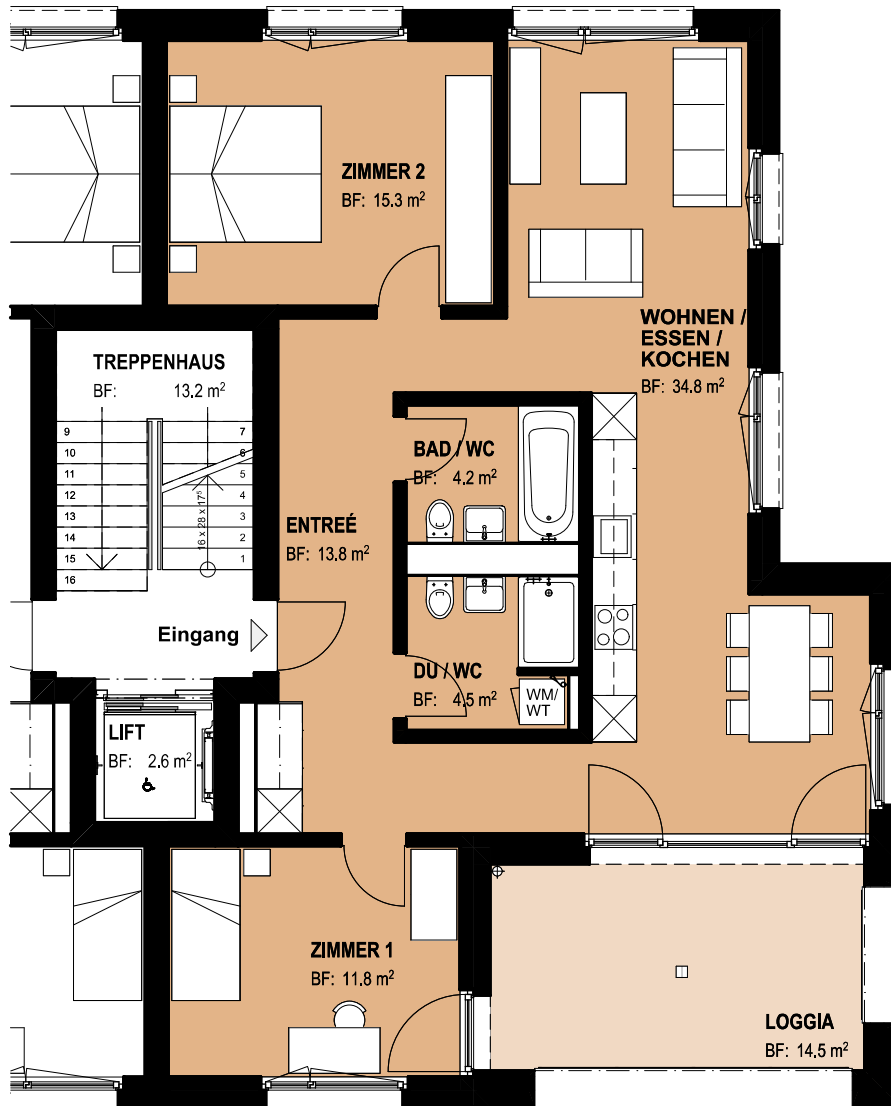 ZIMMER 2
BF: 15.3 m²
WOHNEN /
ESSEN /
KOCHEN
BF: 34.8 m²
TREPPENHAUS
BF: 13.2 m²
9 7
10 6
11 5
12 4
13 3
14 2
15 1
16
16 x 28 x 17⁵
BAD / WC
BF: 4.2 m²
ENTREÉ
BF: 13.8 m²
Eingang
DU / WC
BF: 4.5 m²
WM/
WT
LIFT
BF: 2.6 m²
ZIMMER 1
BF: 11.8 m²
LOGGIA
BF: 14.5 m²